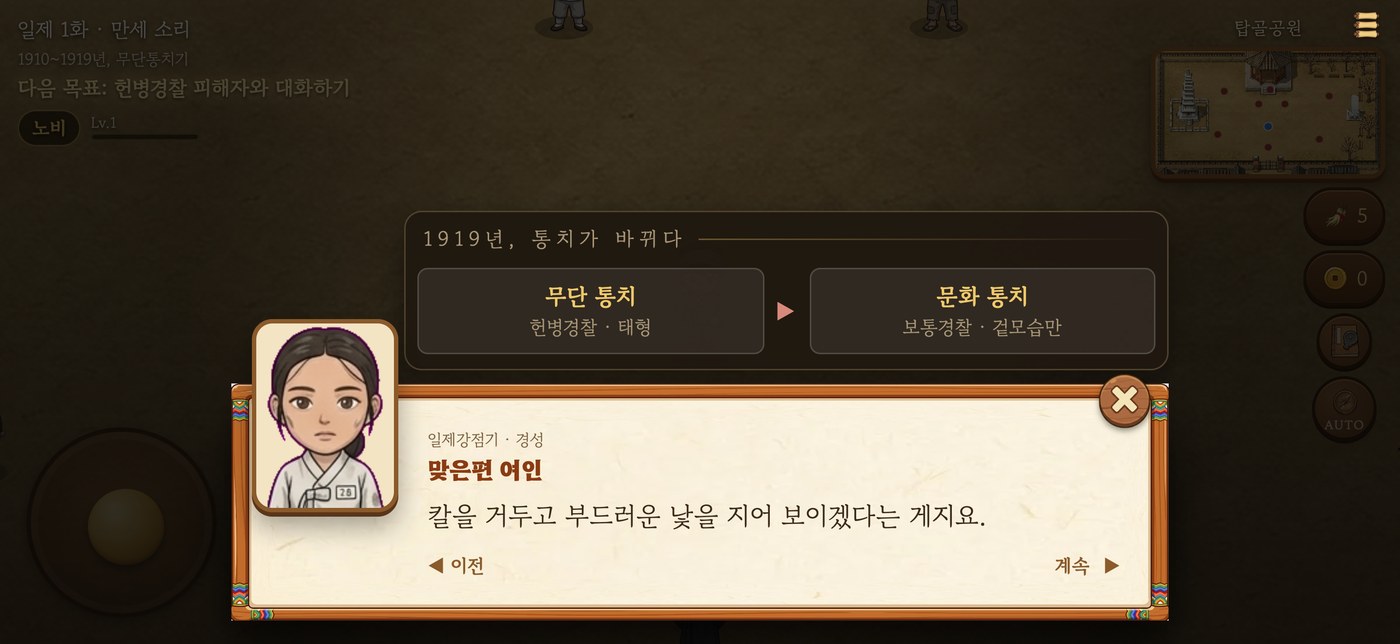 일제 1화 · 만세 소리
1910~1919년, 무단통치기
다음 목표: 헌병경찰 피해자와 대화하기
노비 Lv.1
탑골공원
5
0
AUTO
1919년, 통치가 바뀌다
무단 통치
헌병경찰 · 태형
▶
문화 통치
보통경찰 · 겉모습만
28
일제강점기 · 경성
맞은편 여인
칼을 거두고 부드러운 낯을 지어 보이겠다는 게지요.
◀ 이전
계속 ▶